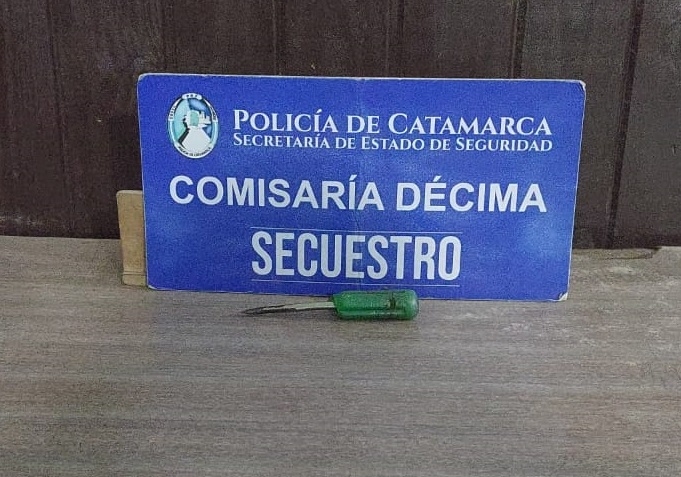 POLICÍA DE CATAMARCA
SECRETARÍA DE ESTADO DE SEGURIDAD
COMISARÍA DÉCIMA
SECUESTRO